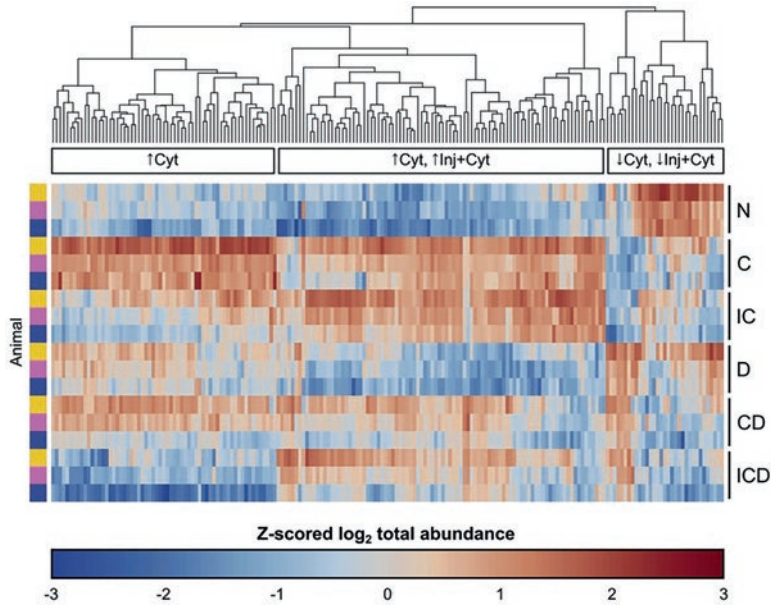 ↑Cyt
↑Cyt, ↑Inj+Cyt
↓Cyt, ↓Inj+Cyt
N
C
IC
D
CD
ICD
Animal
Z-scored log₂ total abundance
-3 -2 -1 0 1 2 3